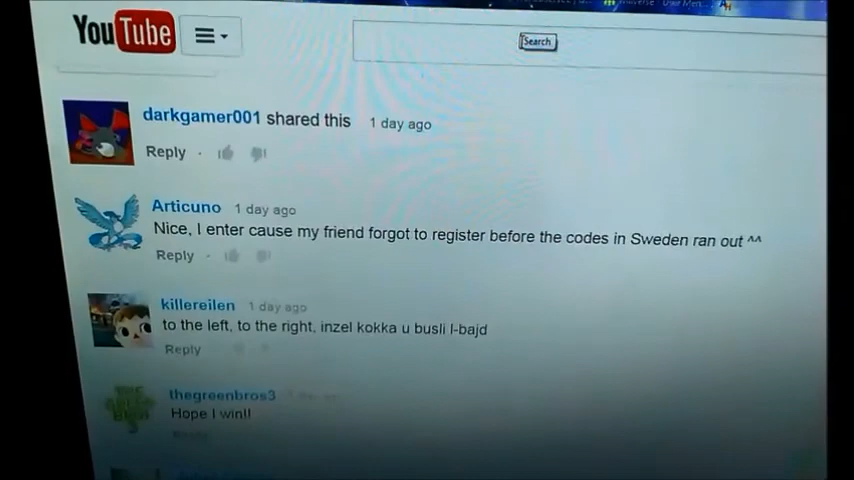 YouTube
Search
darkgamer001 shared this 1 day ago
Reply
Articuno 1 day ago
Nice, I enter cause my friend forgot to register before the codes in Sweden ran out ^^
Reply
killereilen 1 day ago
to the left, to the right, inzel kokka u busli l-bajd
Reply
thegreenbros3
Hope I win!!
Reply